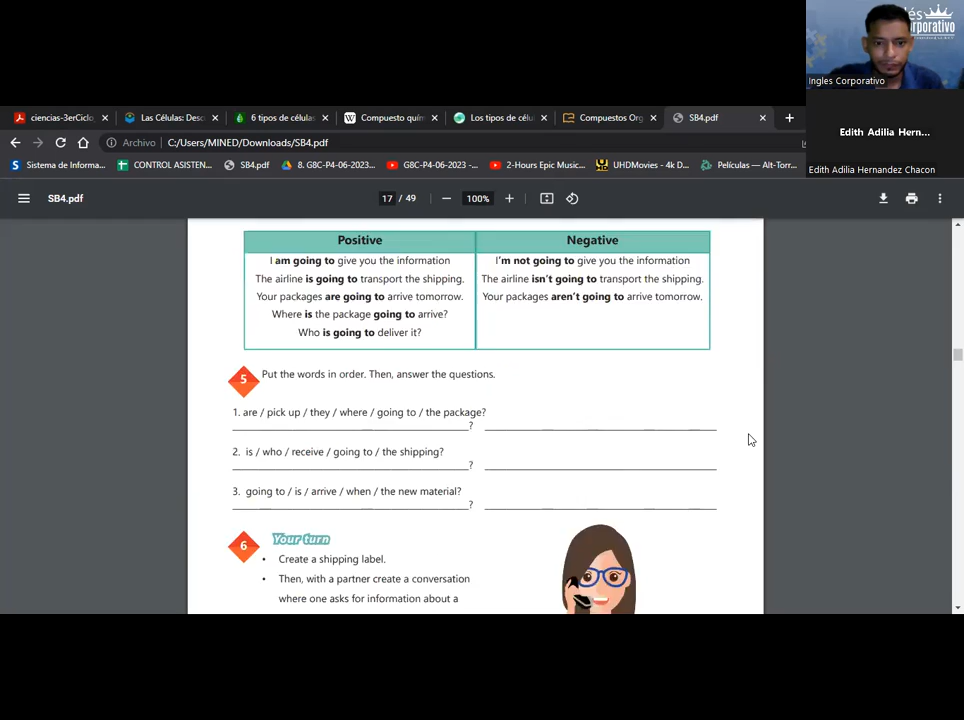 és
orporativo
Ingles Corporativo
Edith Adilia Hern...
Edith Adilia Hernandez Chacon
ciencias-3erCiclo
Las Células: Desc
6 tipos de células
Compuesto quím
Los tipos de célu
Compuestos Org
SB4.pdf
Archivo
C:/Users/MINED/Downloads/SB4.pdf
Sistema de Informa...
CONTROL ASISTEN...
SB4.pdf
8. G8C-P4-06-2023...
2-Hours Epic Music...
UHDMovies - 4k D...
Películas — Alt-Torr...
SB4.pdf
17 / 49
100%
Positive
Negative
I am going to give you the information
I'm not going to give you the information
The airline is going to transport the shipping.
The airline isn't going to transport the shipping.
Your packages are going to arrive tomorrow.
Your packages aren't going to arrive tomorrow.
Where is the package going to arrive?
Who is going to deliver it?
5
Put the words in order. Then, answer the questions.
1. are / pick up / they / where / going to / the package?
?
2. is / who / receive / going to / the shipping?
?
3. going to / is / arrive / when / the new material?
?
6
Your turn
• Create a shipping label.
• Then, with a partner create a conversation
where one asks for information about a